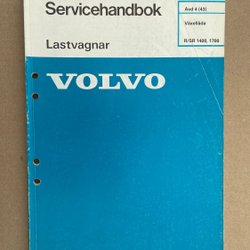 Servicehandbok
Avd 4 (43)
Växellåda
R/SR 1400, 1700
Lastvagnar
VOLVO